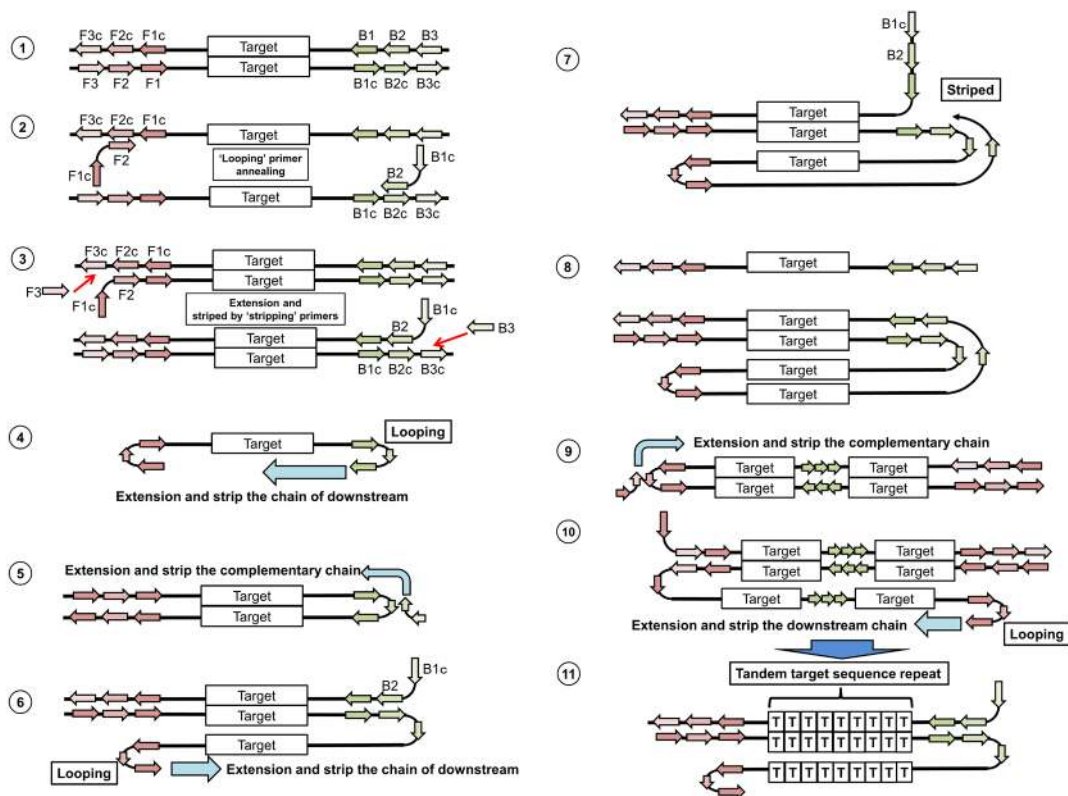 1
F3c F2c F1c B1 B2 B3
Target
Target
F3 F2 F1 B1c B2c B3c
2
F3c F2c F1c
Target
F2
F1c
'Looping' primer
annealing
B1c
B2
Target
B1c B2c B3c
3
F3c F2c F1c
Target
Target
F3
F1c
F2
Extension and
striped by 'stripping' primers
B1c
B2
B3
Target
Target
B1c B2c B3c
4
Target
Looping
Extension and strip the chain of downstream
5
Extension and strip the complementary chain
Target
Target
6
B1c
B2
Target
Target
Target
Looping
Extension and strip the chain of downstream
7
B1c
B2
Striped
Target
Target
Target
8
Target
Target
Target
Target
Target
9
Extension and strip the complementary chain
Target Target
Target Target
10
Target Target
Target Target
Target Target
Extension and strip the downstream chain
Looping
11
Tandem target sequence repeat
T T T T T T T T T
T T T T T T T T T
T T T T T T T T T